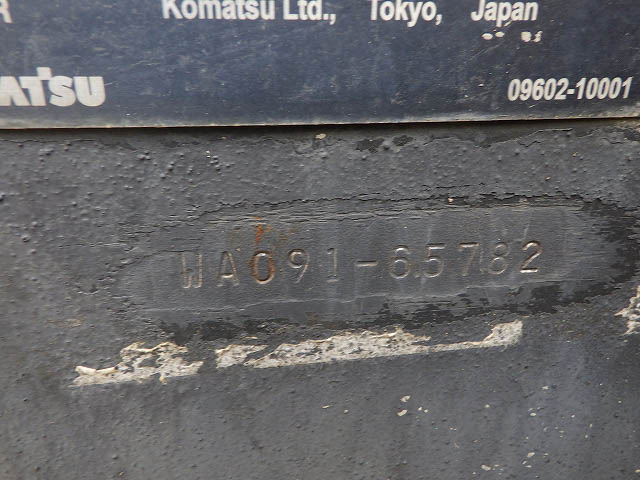 R Komatsu Ltd., Tokyo, Japan
ATSU 09602-10001
WA091-65782